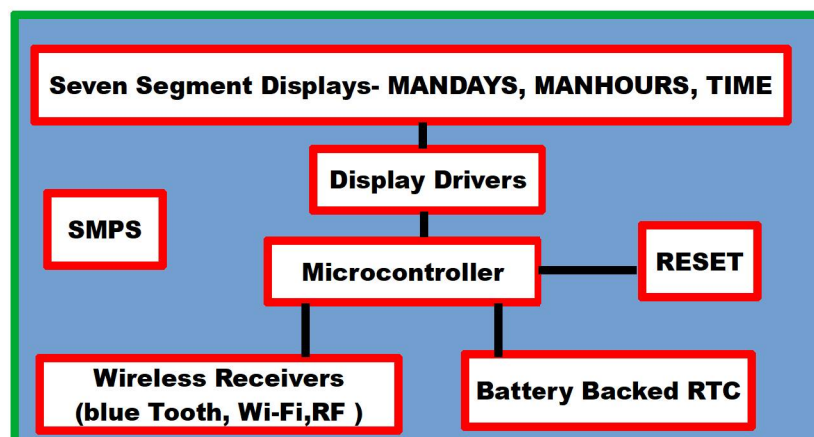 Seven Segment Displays- MANDAYS, MANHOURS, TIME
Display Drivers
SMPS
RESET
Microcontroller
Wireless Receivers
(blue Tooth, Wi-Fi,RF )
Battery Backed RTC